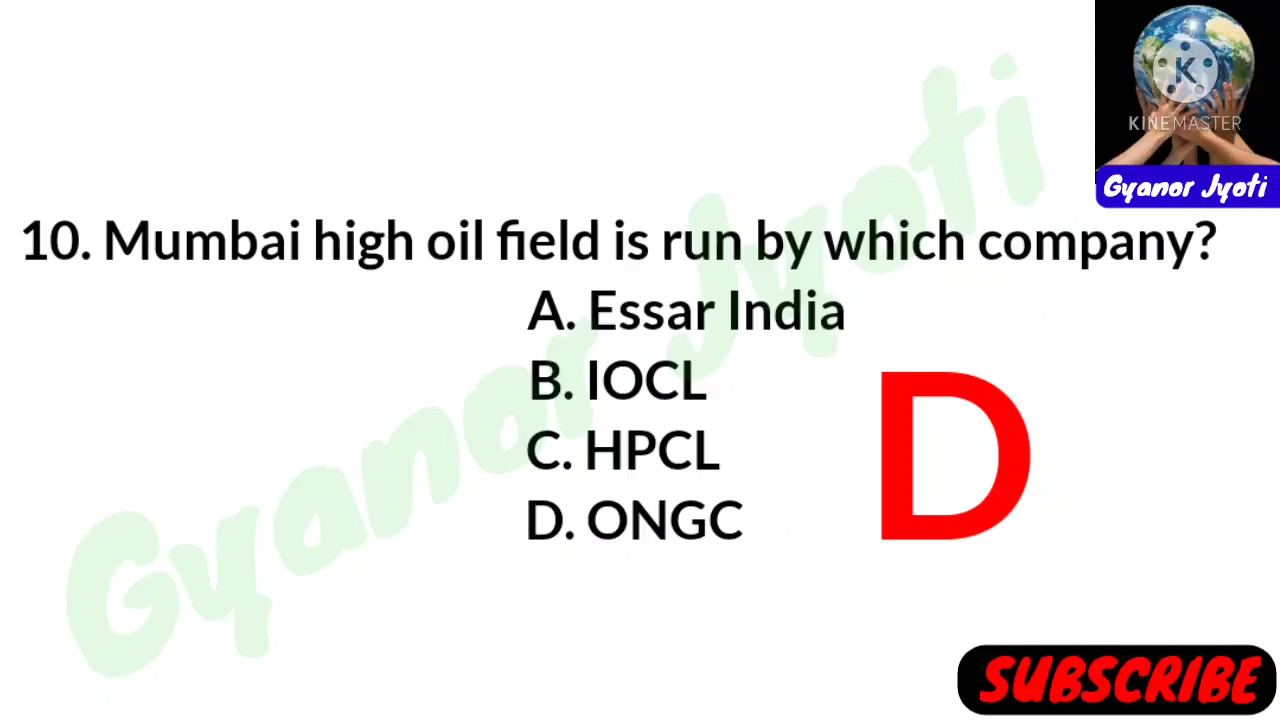 K
KINEMASTER
Gyanor Jyoti
10. Mumbai high oil field is run by which company?
A. Essar India
B. IOCL
C. HPCL
D. ONGC
D
Gyanor Jyoti
SUBSCRIBE